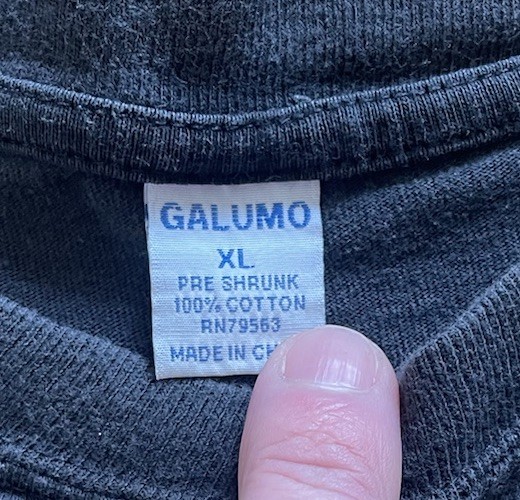 GALUMO
XL
PRE SHRUNK
100% COTTON
RN79563
MADE IN